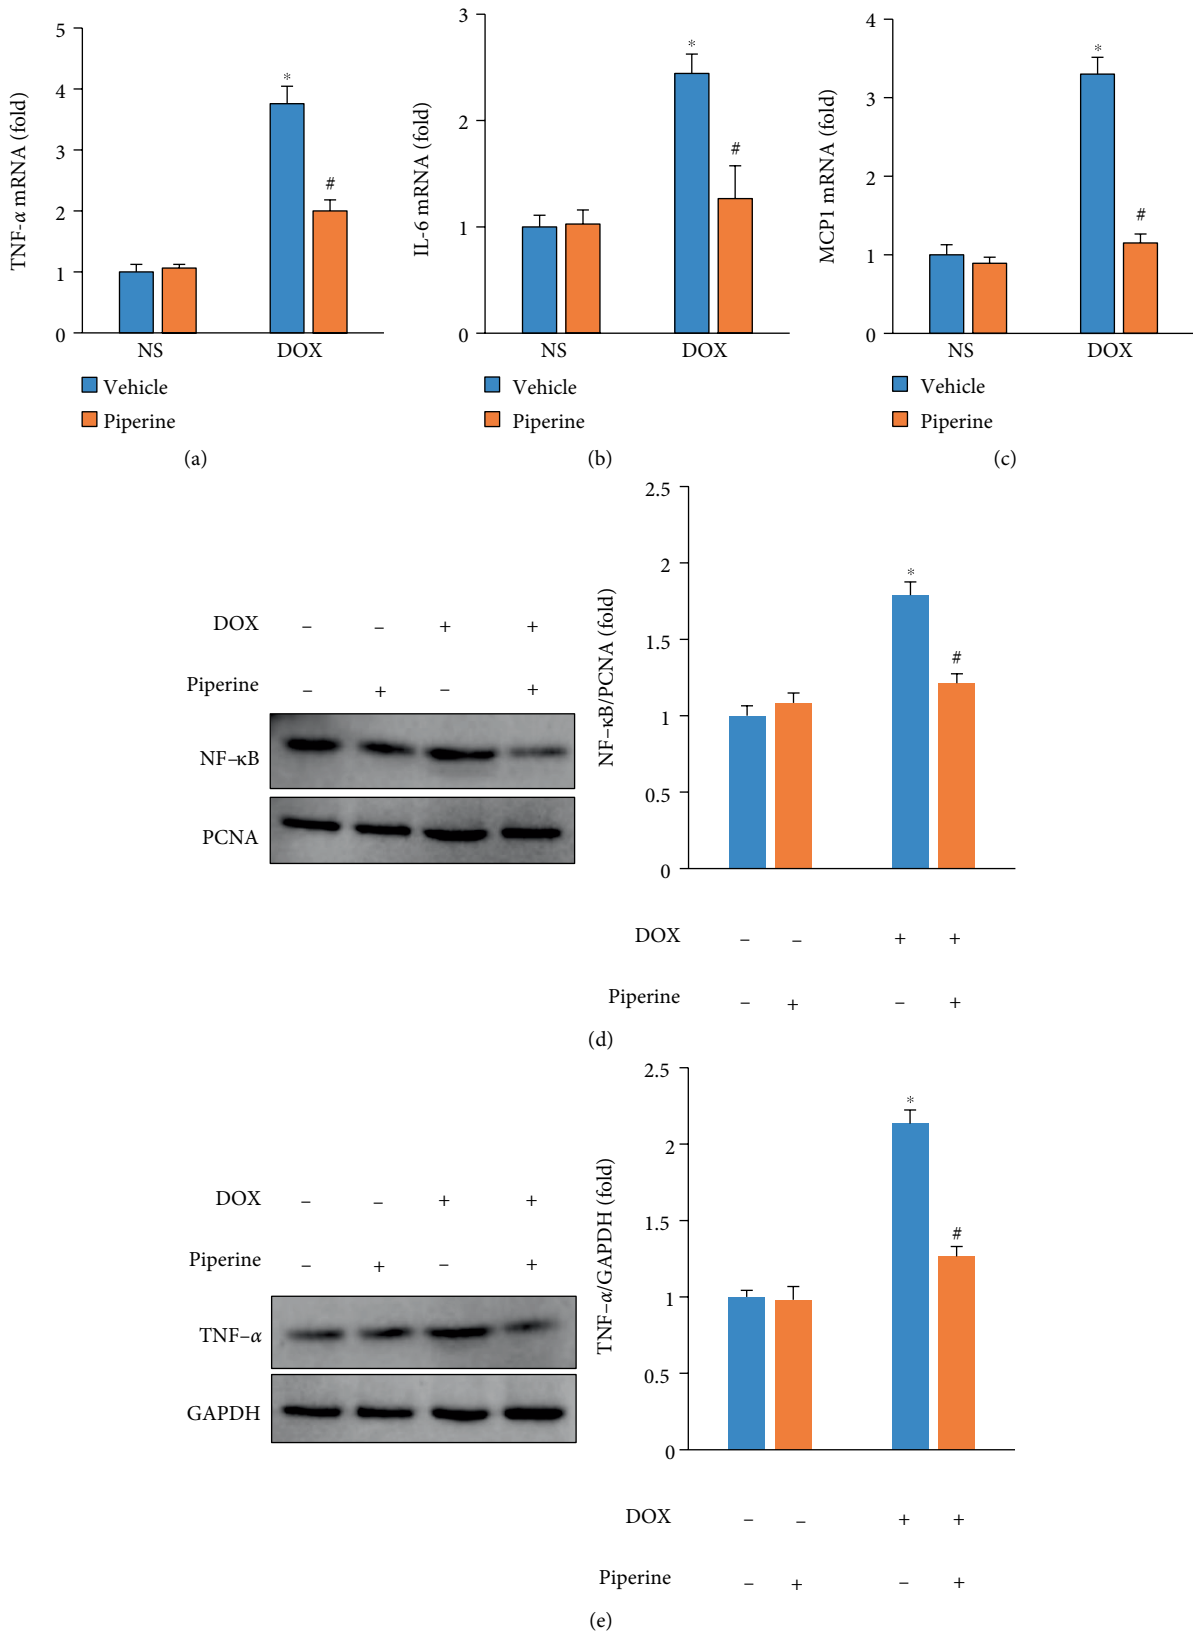 TNF-α mRNA (fold)
5
4
3
2
1
0
*
#
NS DOX
Vehicle
Piperine
(a)
IL-6 mRNA (fold)
3
2
1
0
*
#
NS DOX
Vehicle
Piperine
(b)
MCP1 mRNA (fold)
4
3
2
1
0
*
#
NS DOX
Vehicle
Piperine
(c)
DOX – – + +
Piperine – + – +
NF–κB
PCNA
NF–κB/PCNA (fold)
2.5
2
1.5
1
0.5
0
*
#
DOX – – + +
Piperine – + – +
(d)
DOX – – + +
Piperine – + – +
TNF–α
GAPDH
TNF–α/GAPDH (fold)
2.5
2
1.5
1
0.5
0
*
#
DOX – – + +
Piperine – + – +
(e)